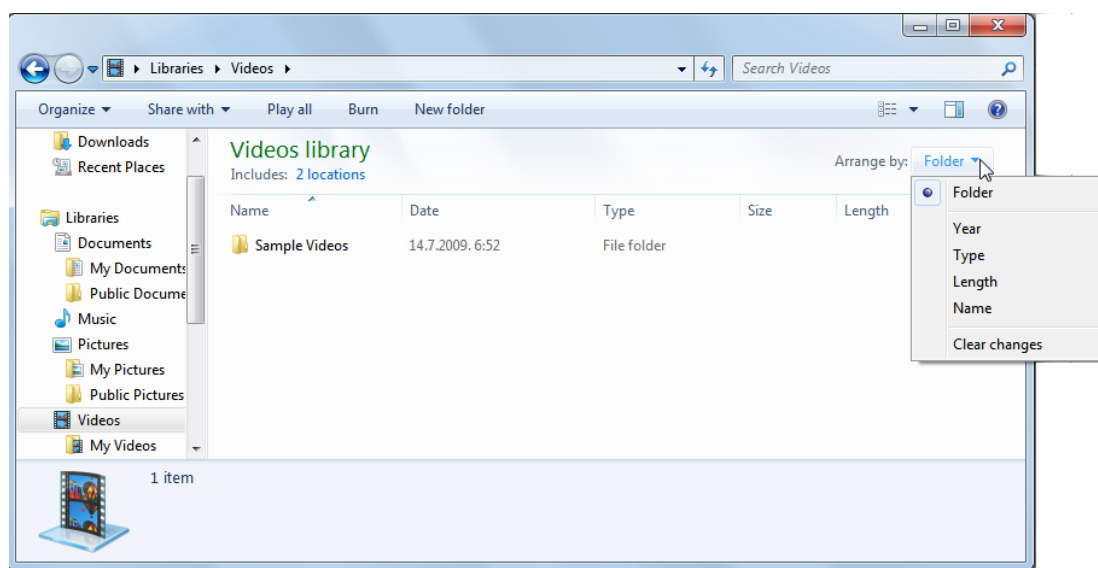 Libraries Videos
Search Videos
Organize Share with Play all Burn New folder
Downloads
Recent Places
Libraries
Documents
My Documents
Public Docume
Music
Pictures
My Pictures
Public Pictures
Videos
My Videos
Videos library
Includes: 2 locations
Arrange by: Folder
Name Date Type Size Length
Sample Videos 14.7.2009. 6:52 File folder
Folder
Year
Type
Length
Name
Clear changes
1 item